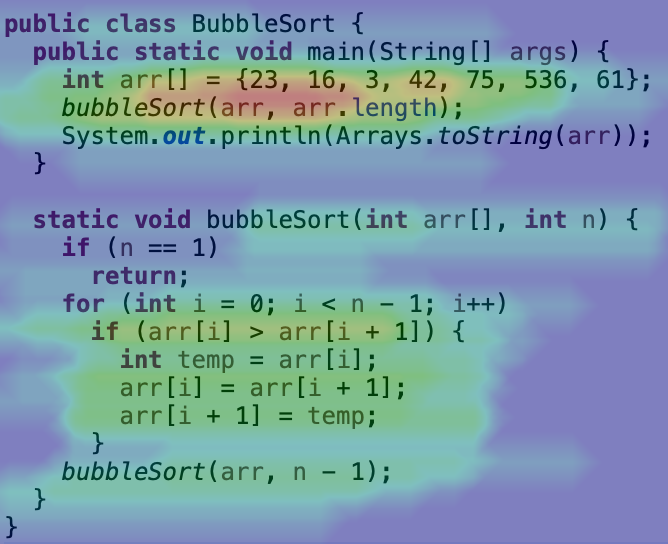 public class BubbleSort {
  public static void main(String[] args) {
    int arr[] = {23, 16, 3, 42, 75, 536, 61};
    bubbleSort(arr, arr.length);
    System.out.println(Arrays.toString(arr));
  }

  static void bubbleSort(int arr[], int n) {
    if (n == 1)
      return;
    for (int i = 0; i < n - 1; i++)
      if (arr[i] > arr[i + 1]) {
        int temp = arr[i];
        arr[i] = arr[i + 1];
        arr[i + 1] = temp;
      }
    bubbleSort(arr, n - 1);
  }
}